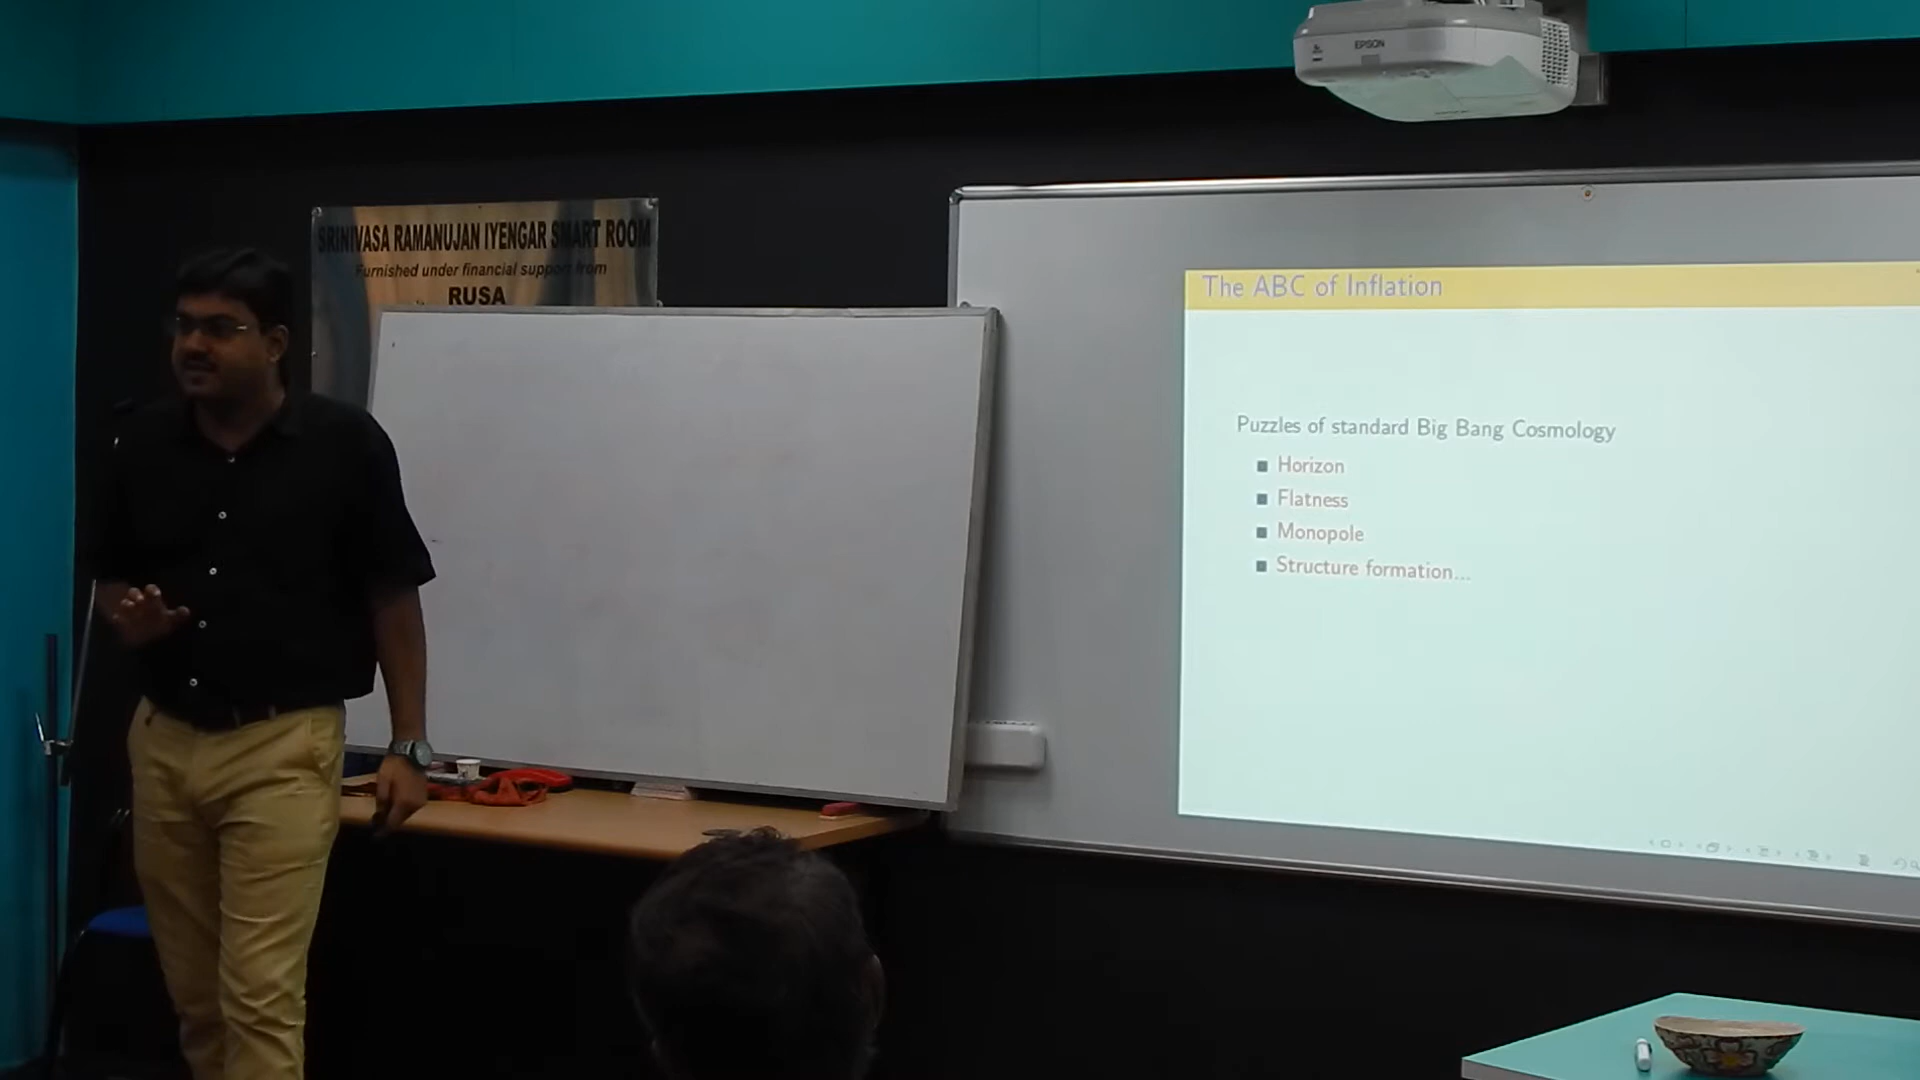 EPSON
SRINIVASA RAMANUJAN IYENGAR SMART ROOM
Furnished under financial support from
RUSA
The ABC of Inflation
Puzzles of standard Big Bang Cosmology
Horizon
Flatness
Monopole
Structure formation...